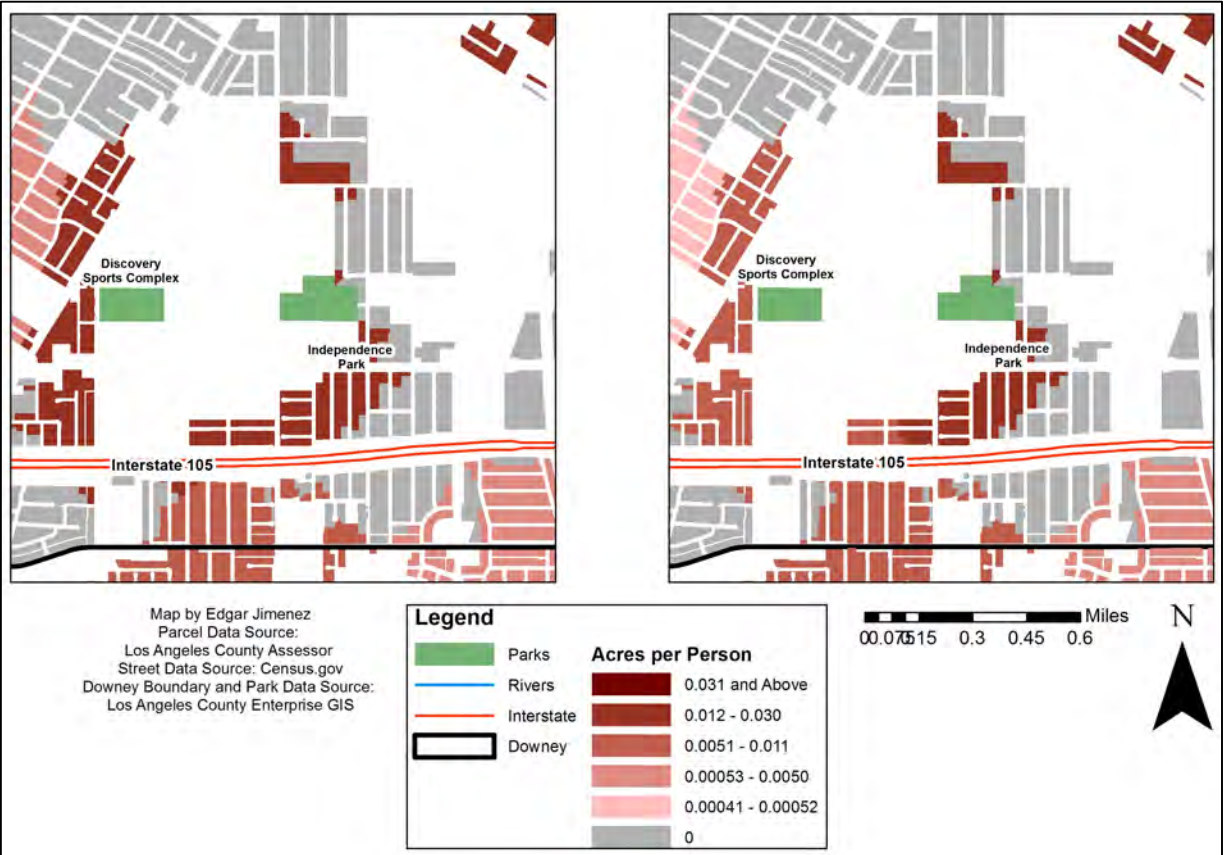 Discovery
Sports Complex
Independence
Park
Interstate 105
Discovery
Sports Complex
Independence
Park
Interstate 105
Map by Edgar Jimenez
Parcel Data Source:
Los Angeles County Assessor
Street Data Source: Census.gov
Downey Boundary and Park Data Source:
Los Angeles County Enterprise GIS
Legend
Parks
Rivers
Interstate
Downey
Acres per Person
0.031 and Above
0.012 - 0.030
0.0051 - 0.011
0.00053 - 0.0050
0.00041 - 0.00052
0
Miles
0.3 0.45 0.6
N